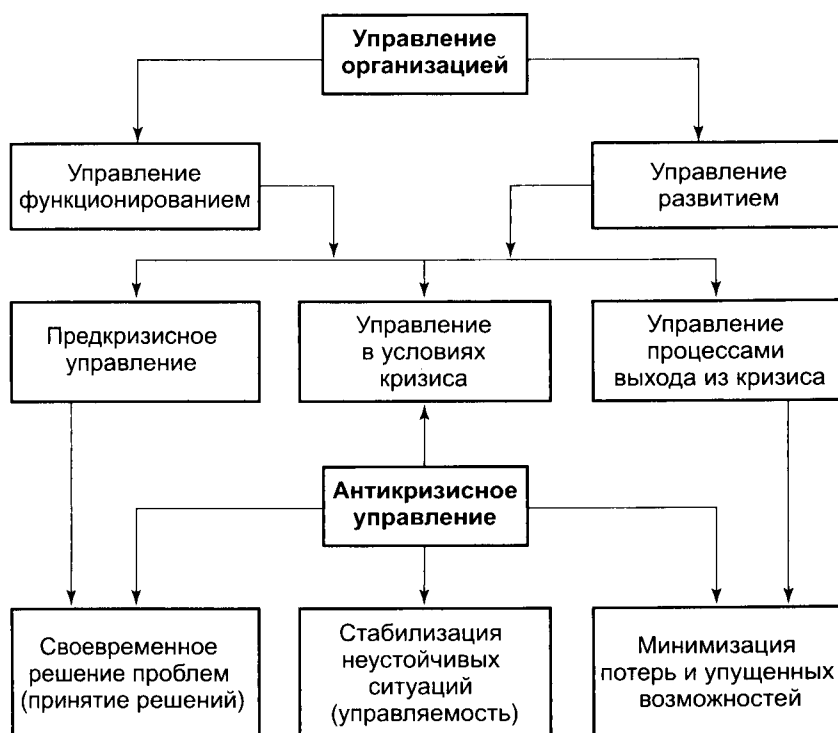 Управление
организацией
Управление
функционированием
Управление
развитием
Предкризисное
управление
Управление
в условиях
кризиса
Управление
процессами
выхода из кризиса
Антикризисное
управление
Своевременное
решение проблем
(принятие решений)
Стабилизация
неустойчивых
ситуаций
(управляемость)
Минимизация
потерь и упущенных
возможностей